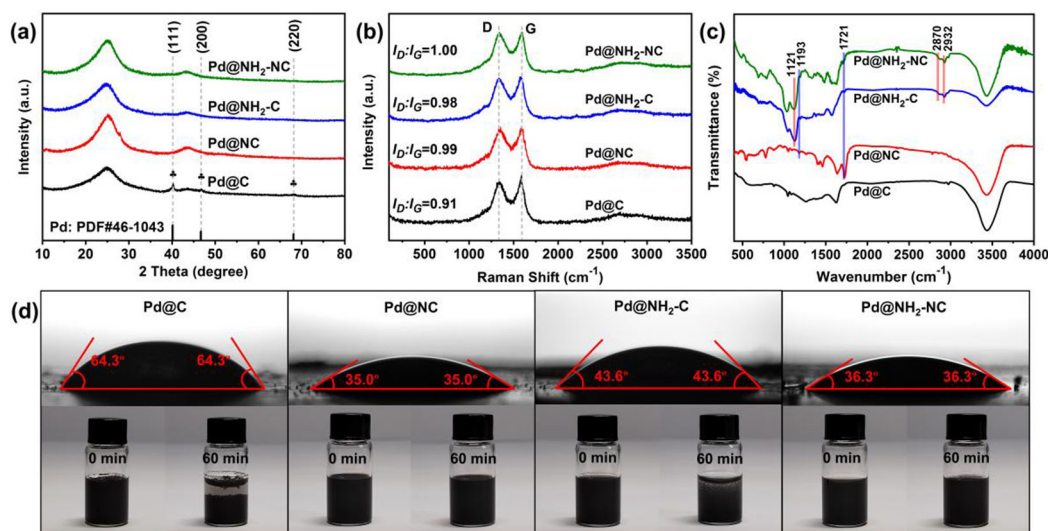 (a)
Intensity (a.u.)
(111)
(200)
(220)
Pd@NH2-NC
Pd@NH2-C
Pd@NC
Pd@C
Pd: PDF#46-1043
10 20 30 40 50 60 70 80
2 Theta (degree)
(b)
Intensity (a.u.)
D
G
ID:IG=1.00
Pd@NH2-NC
ID:IG=0.98
Pd@NH2-C
ID:IG=0.99
Pd@NC
ID:IG=0.91
Pd@C
500 1000 1500 2000 2500 3000 3500
Raman Shift (cm-1)
(c)
Transmittance (%)
1121
1193
1721
2870
2932
Pd@NH2-NC
Pd@NH2-C
Pd@NC
Pd@C
500 1000 1500 2000 2500 3000 3500 4000
Wavenumber (cm-1)
(d)
Pd@C
64.3°
64.3°
0 min
60 min
Pd@NC
35.0°
35.0°
0 min
60 min
Pd@NH2-C
43.6°
43.6°
0 min
60 min
Pd@NH2-NC
36.3°
36.3°
0 min
60 min